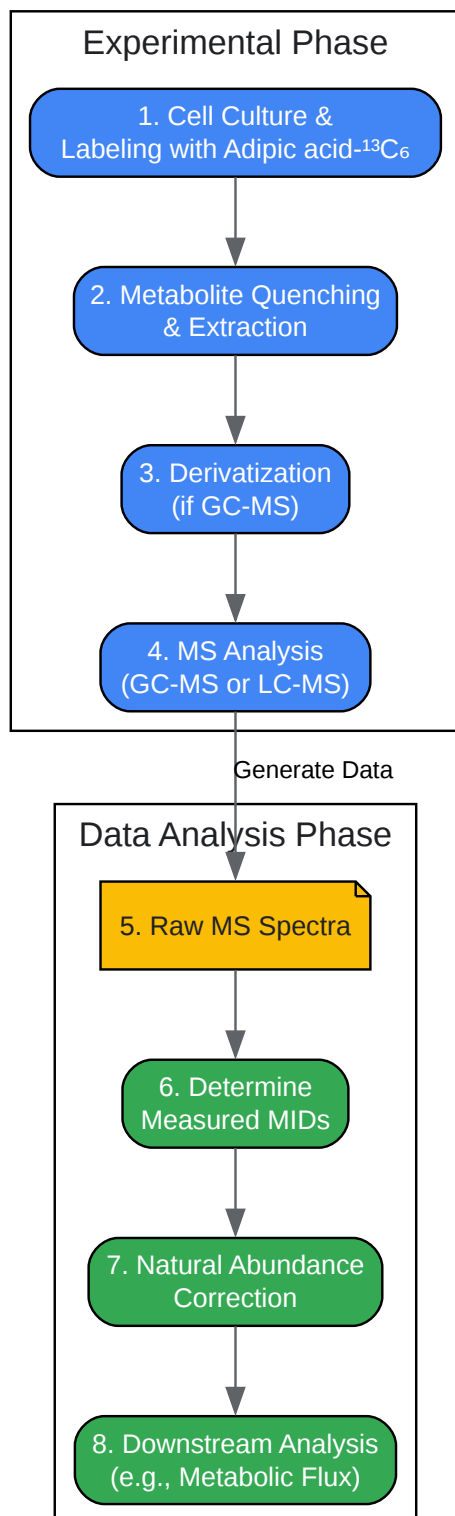 Experimental Phase
1. Cell Culture &
Labeling with Adipic acid-¹³C₆
2. Metabolite Quenching
& Extraction
3. Derivatization
(if GC-MS)
4. MS Analysis
(GC-MS or LC-MS)
Generate Data
Data Analysis Phase
5. Raw MS Spectra
6. Determine
Measured MIDs
7. Natural Abundance
Correction
8. Downstream Analysis
(e.g., Metabolic Flux)